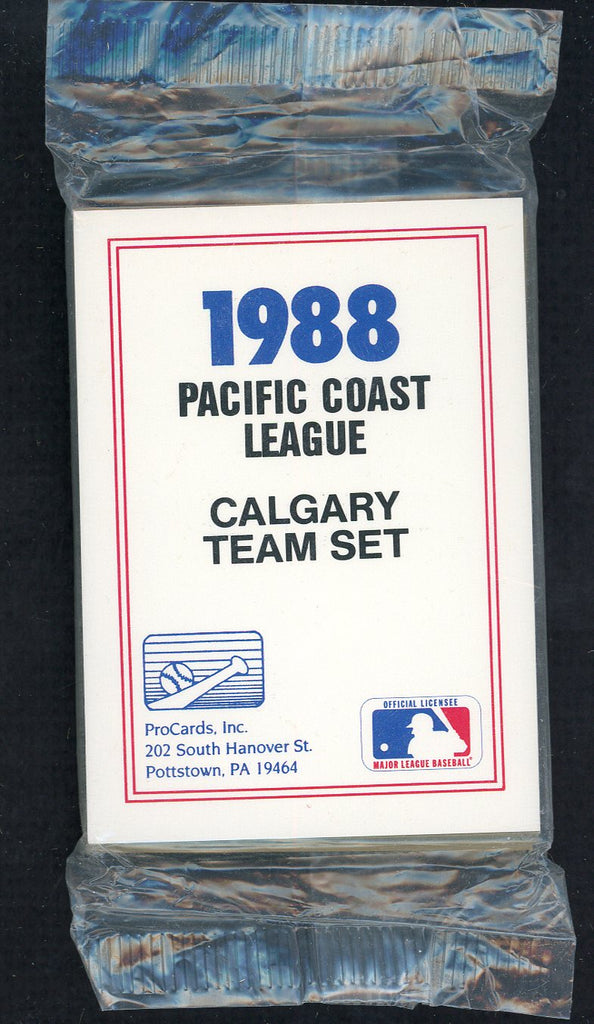 1988
PACIFIC COAST
LEAGUE
CALGARY
TEAM SET
ProCards, Inc.
202 South Hanover St.
Pottstown, PA 19464
OFFICIAL LICENSEE
MAJOR LEAGUE BASEBALL®